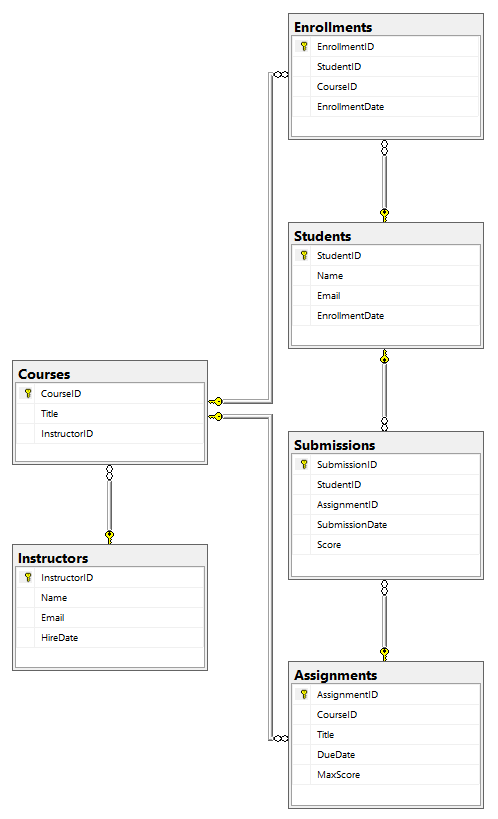 Enrollments
EnrollmentID
StudentID
CourseID
EnrollmentDate
Students
StudentID
Name
Email
EnrollmentDate
Courses
CourseID
Title
InstructorID
Submissions
SubmissionID
StudentID
AssignmentID
SubmissionDate
Score
Instructors
InstructorID
Name
Email
HireDate
Assignments
AssignmentID
CourseID
Title
DueDate
MaxScore